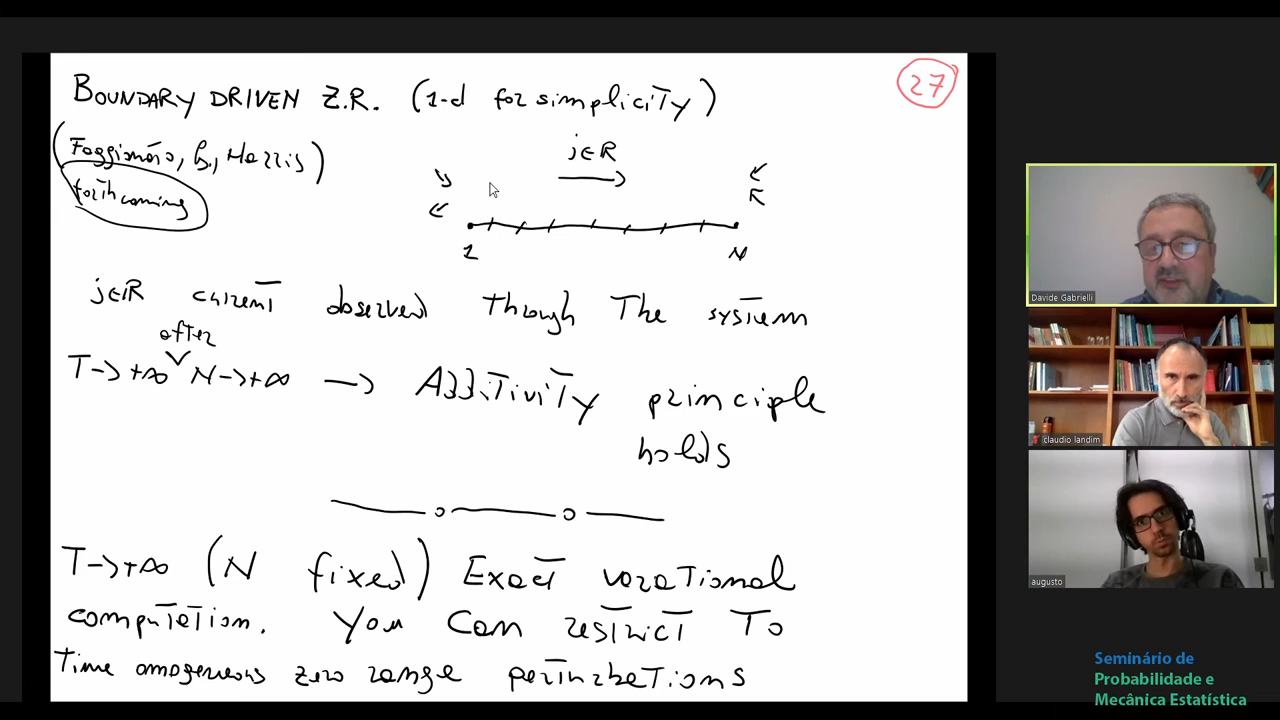 BOUNDARY DRIVEN Z.R. (1-d for simplicity)
27
(Faggionato, G., Harris)
forthcoming
j∈ℝ
1
N
j∈ℝ current observed though the system
after
T→+∞ N→+∞ → Additivity principle
holds
T→+∞ (N fixed) Exact varational
computation. You can restrict to
Time omogeneous zero range perturbations
Davide Gabrielli
claudio landim
augusto
Seminário de
Probabilidade e
Mecânica Estatística